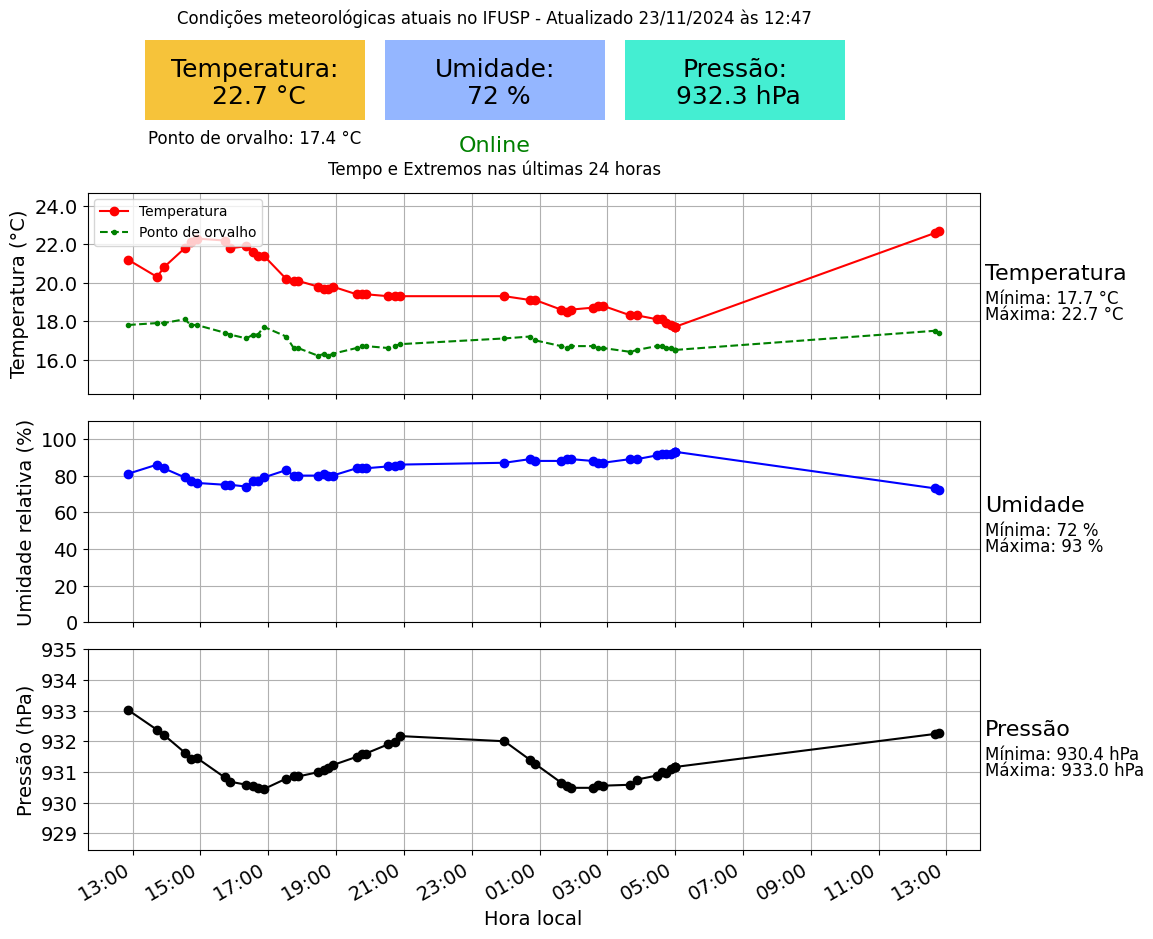 Condições meteorológicas atuais no IFUSP - Atualizado 23/11/2024 às 12:47
Temperatura:
22.7 °C
Umidade:
72 %
Pressão:
932.3 hPa
Ponto de orvalho: 17.4 °C
Online
Tempo e Extremos nas últimas 24 horas
Temperatura (°C)
24.0
22.0
20.0
18.0
16.0
Temperatura
Ponto de orvalho
Temperatura
Mínima: 17.7 °C
Máxima: 22.7 °C
Umidade relativa (%)
100
80
60
40
20
0
Umidade
Mínima: 72 %
Máxima: 93 %
Pressão (hPa)
935
934
933
932
931
930
929
Pressão
Mínima: 930.4 hPa
Máxima: 933.0 hPa
13:00
15:00
17:00
19:00
21:00
23:00
01:00
03:00
05:00
07:00
09:00
11:00
13:00
Hora local